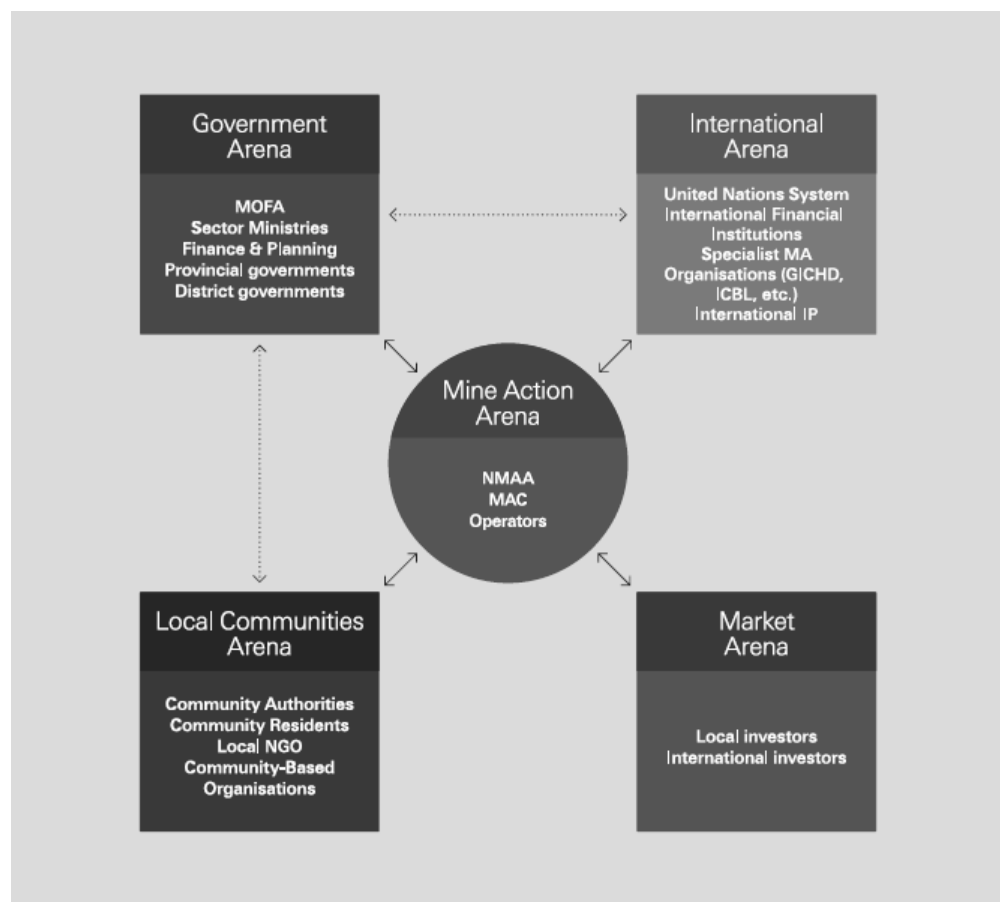 Government
Arena
MOFA
Sector Ministries
Finance & Planning
Provincial governments
District governments
International
Arena
United Nations System
International Financial
Institutions
Specialist MA
Organisations (GICHD,
ICBL, etc.)
International IP
Mine Action
Arena
NMAA
MAC
Operators
Local Communities
Arena
Community Authorities
Community Residents
Local NGO
Community-Based
Organisations
Market
Arena
Local investors
International investors